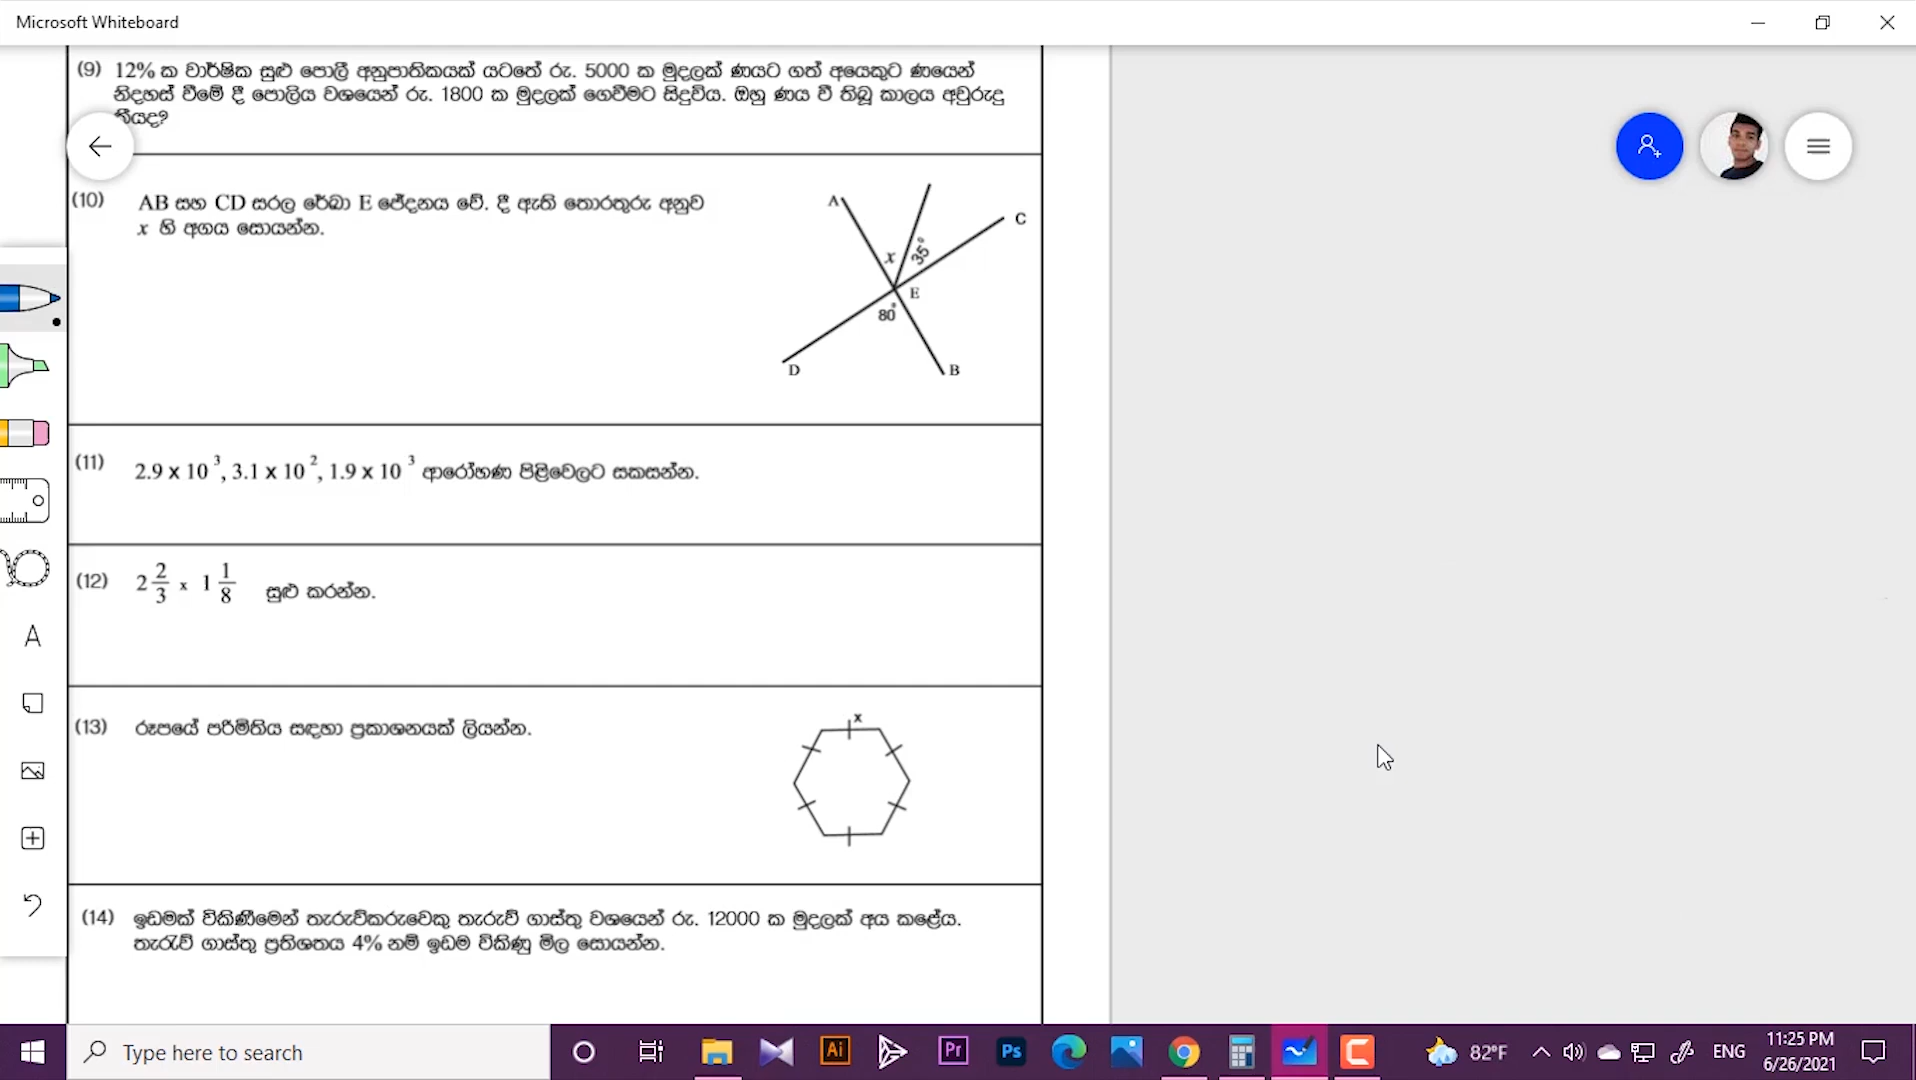 Microsoft Whiteboard
(9) 12% ක වාර්ෂික සුළු පොලී අනුපාතිකයක් යටතේ රු. 5000 ක මුදලක් ණයට ගත් අයෙකුට ණයෙන්
නිදහස් වීමේ දී පොලිය වශයෙන් රු. 1800 ක මුදලක් ගෙවීමට සිදුවිය. ඔහු ණය වී තිබූ කාලය අවුරුදු
කීයද?
(10) AB සහ CD සරල රේඛා E ඡේදනය වේ. දී ඇති තොරතුරු අනුව
x හි අගය සොයන්න.
A
C
x
35°
E
80°
D
B
(11) 2.9 x 10³, 3.1 x 10², 1.9 x 10³ ආරෝහණ පිළිවෙලට සකසන්න.
(12) 2 2/3 x 1 1/8 සුළු කරන්න.
(13) රූපයේ පරිමිතිය සඳහා ප්‍රකාශනයක් ලියන්න.
x
(14) ඉඩමක් විකිණීමෙන් තැරුව්කරුවෙකු තැරුව් ගාස්තු වශයෙන් රු. 12000 ක මුදලක් අය කළේය.
තැරැව් ගාස්තු ප්‍රතිශතය 4% නම් ඉඩම විකිණු මිල සොයන්න.
A
Type here to search
Ai
Pr
Ps
82°F
ENG
11:25 PM
6/26/2021